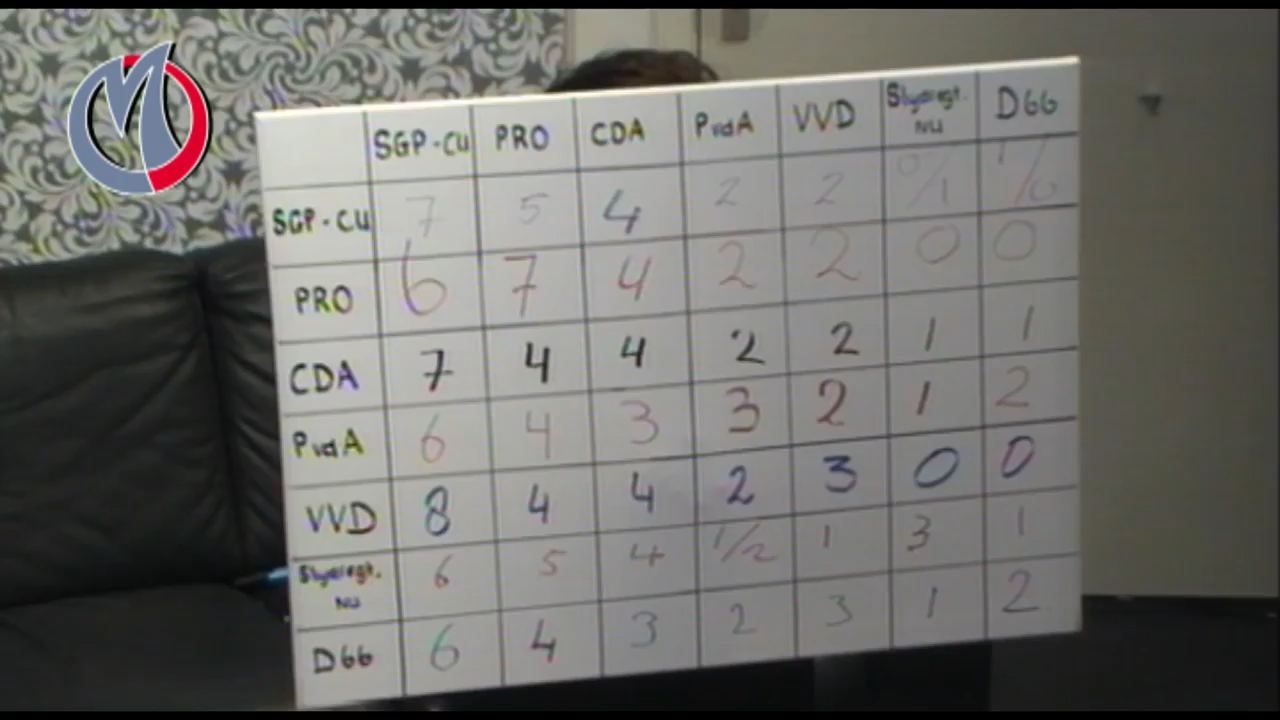 SGP-CU PRO CDA PvdA VVD NU D66
SGP-CU 7 5 4 2 2 0/1 1/0
PRO 6 7 4 2 2 0 0
CDA 7 4 4 2 2 1 1
PvdA 6 4 3 3 2 1 2
VVD 8 4 4 2 3 0 0
NU 6 5 4 1/2 1 3 1
D66 6 4 3 2 3 1 2